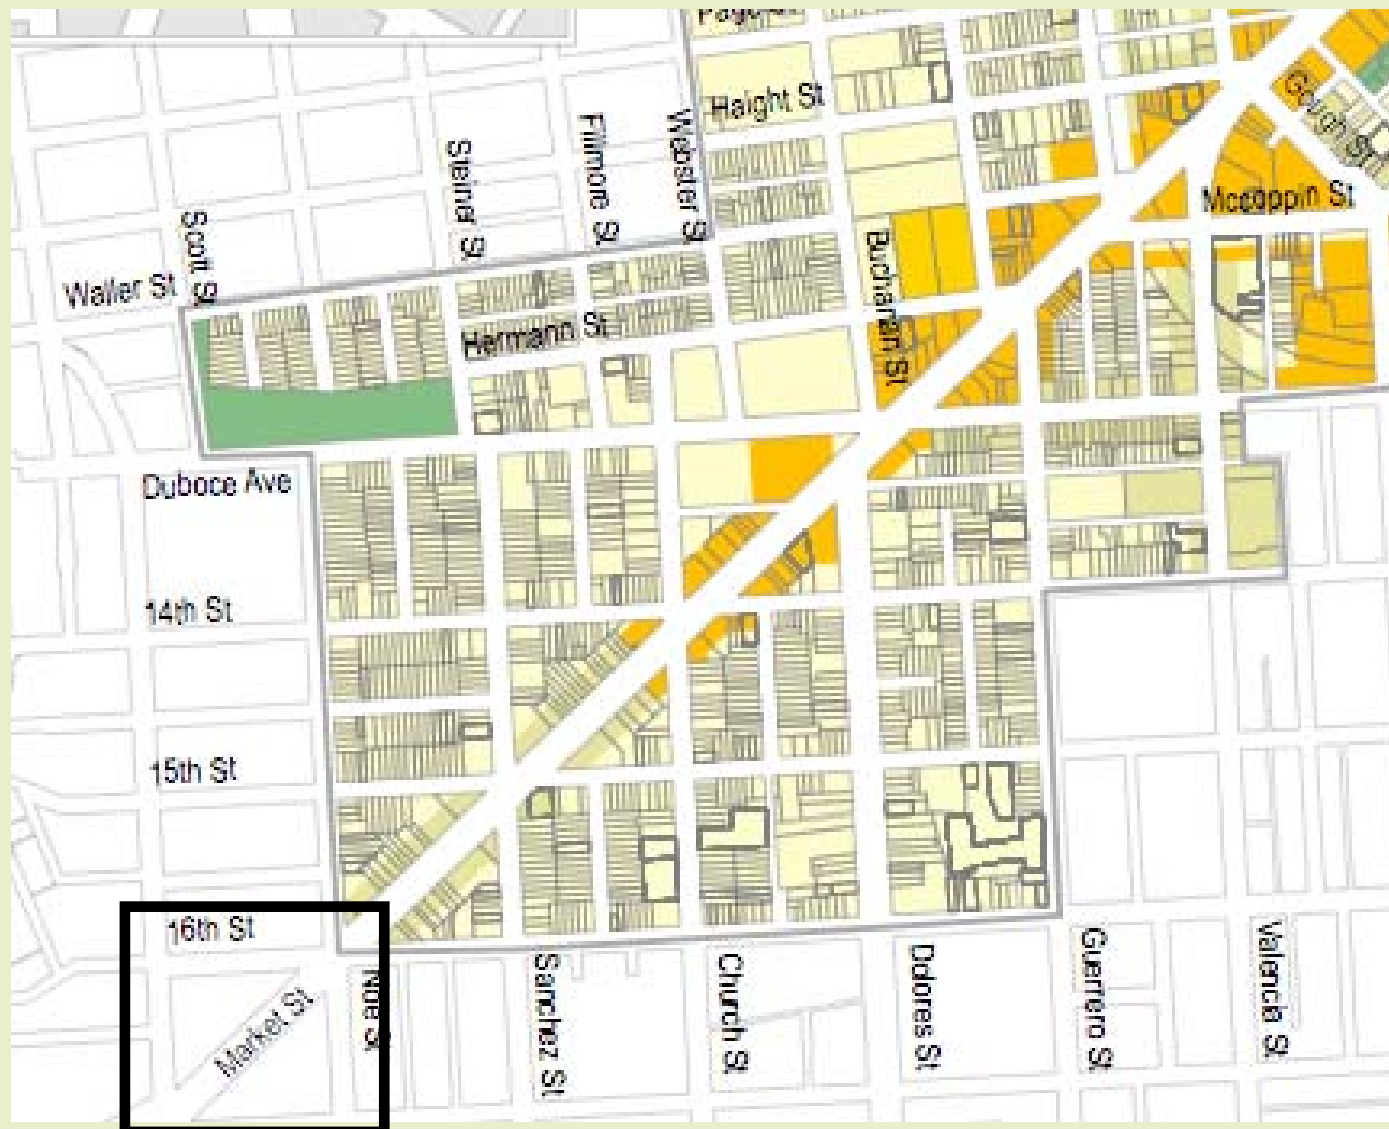 Page St
Haight St
Gough St
Mccoppin St
Webster St
Fillmore St
Steiner St
Scott St
Waller St
Buchanan St
Hermann St
Duboce Ave
14th St
15th St
16th St
Market St
Noe St
Sanchez St
Church St
Dolores St
Guerrero St
Valencia St